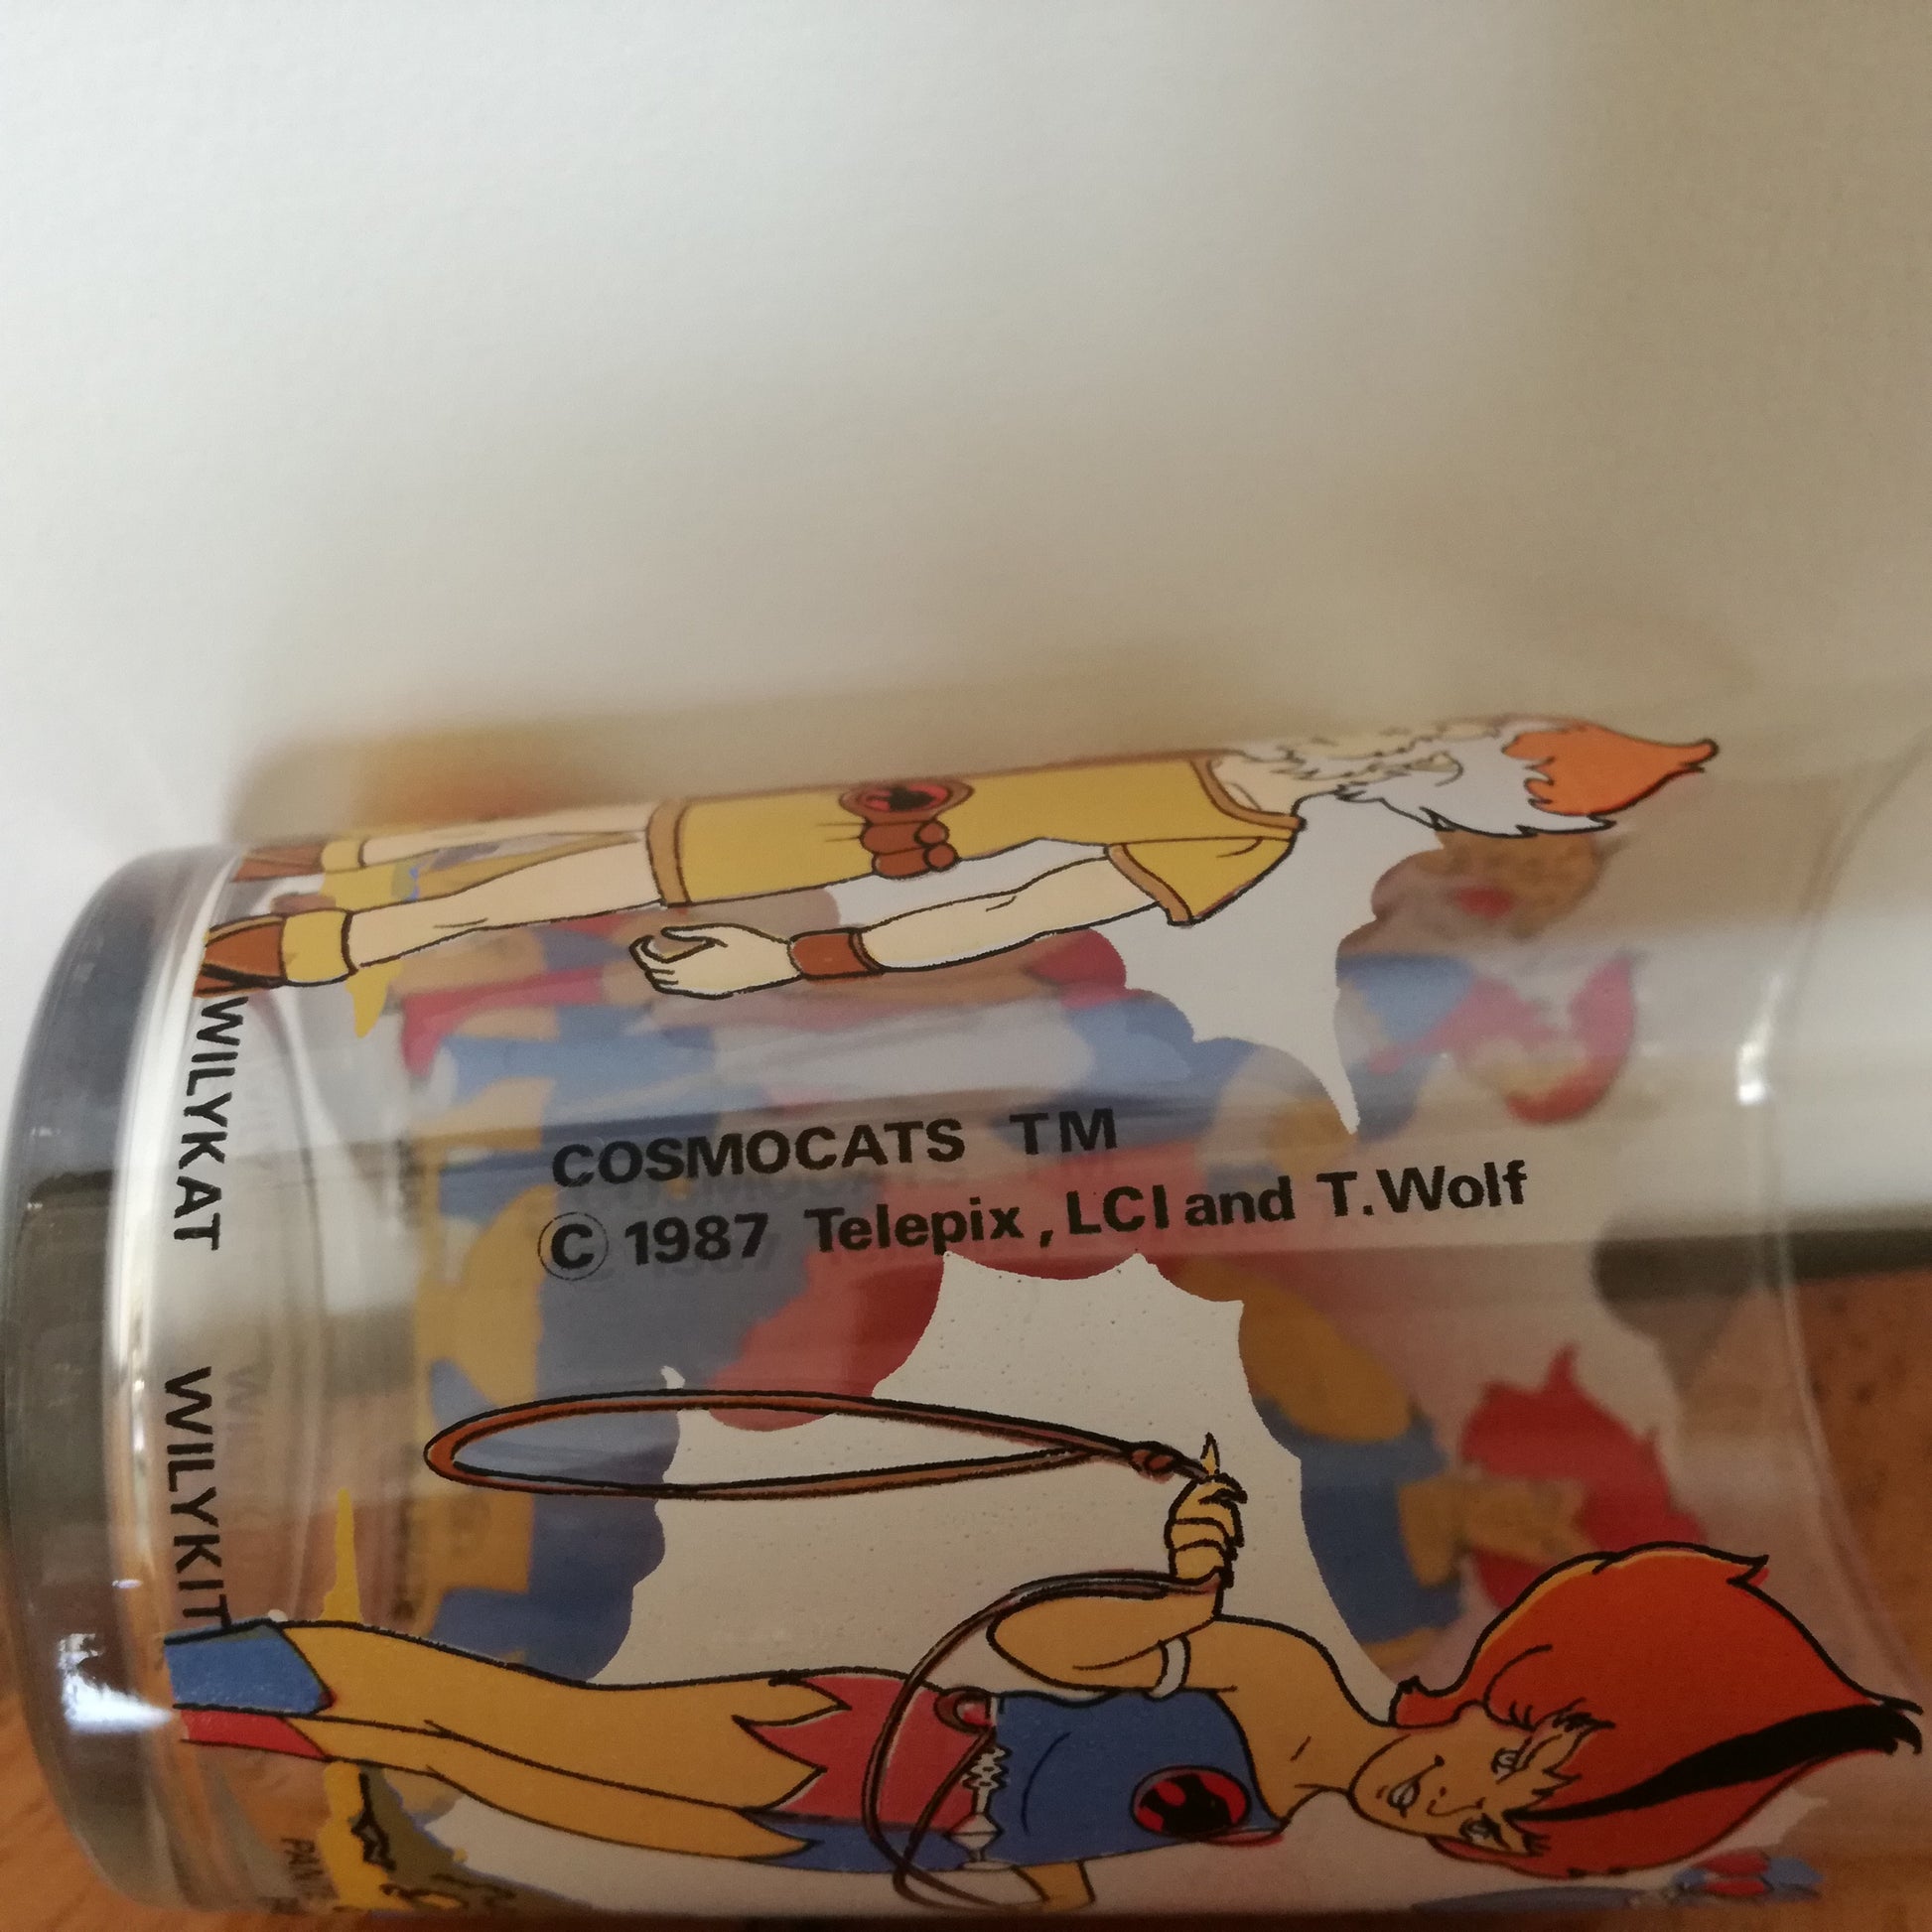 WILYKAT
COSMOCATS TM
© 1987 Telepix, LCI and T. Wolf
WILYKIT